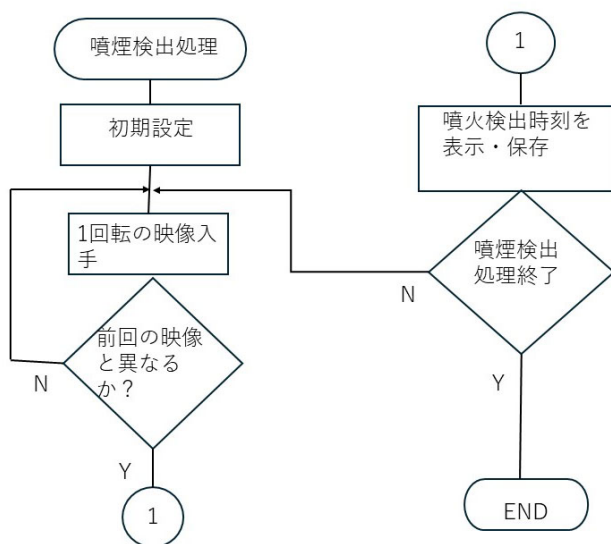 噴煙検出処理
初期設定
1回転の映像入
手
前回の映像
と異なる
か？
N
Y
1
1
噴火検出時刻を
表示・保存
噴煙検出
処理終了
N
Y
END